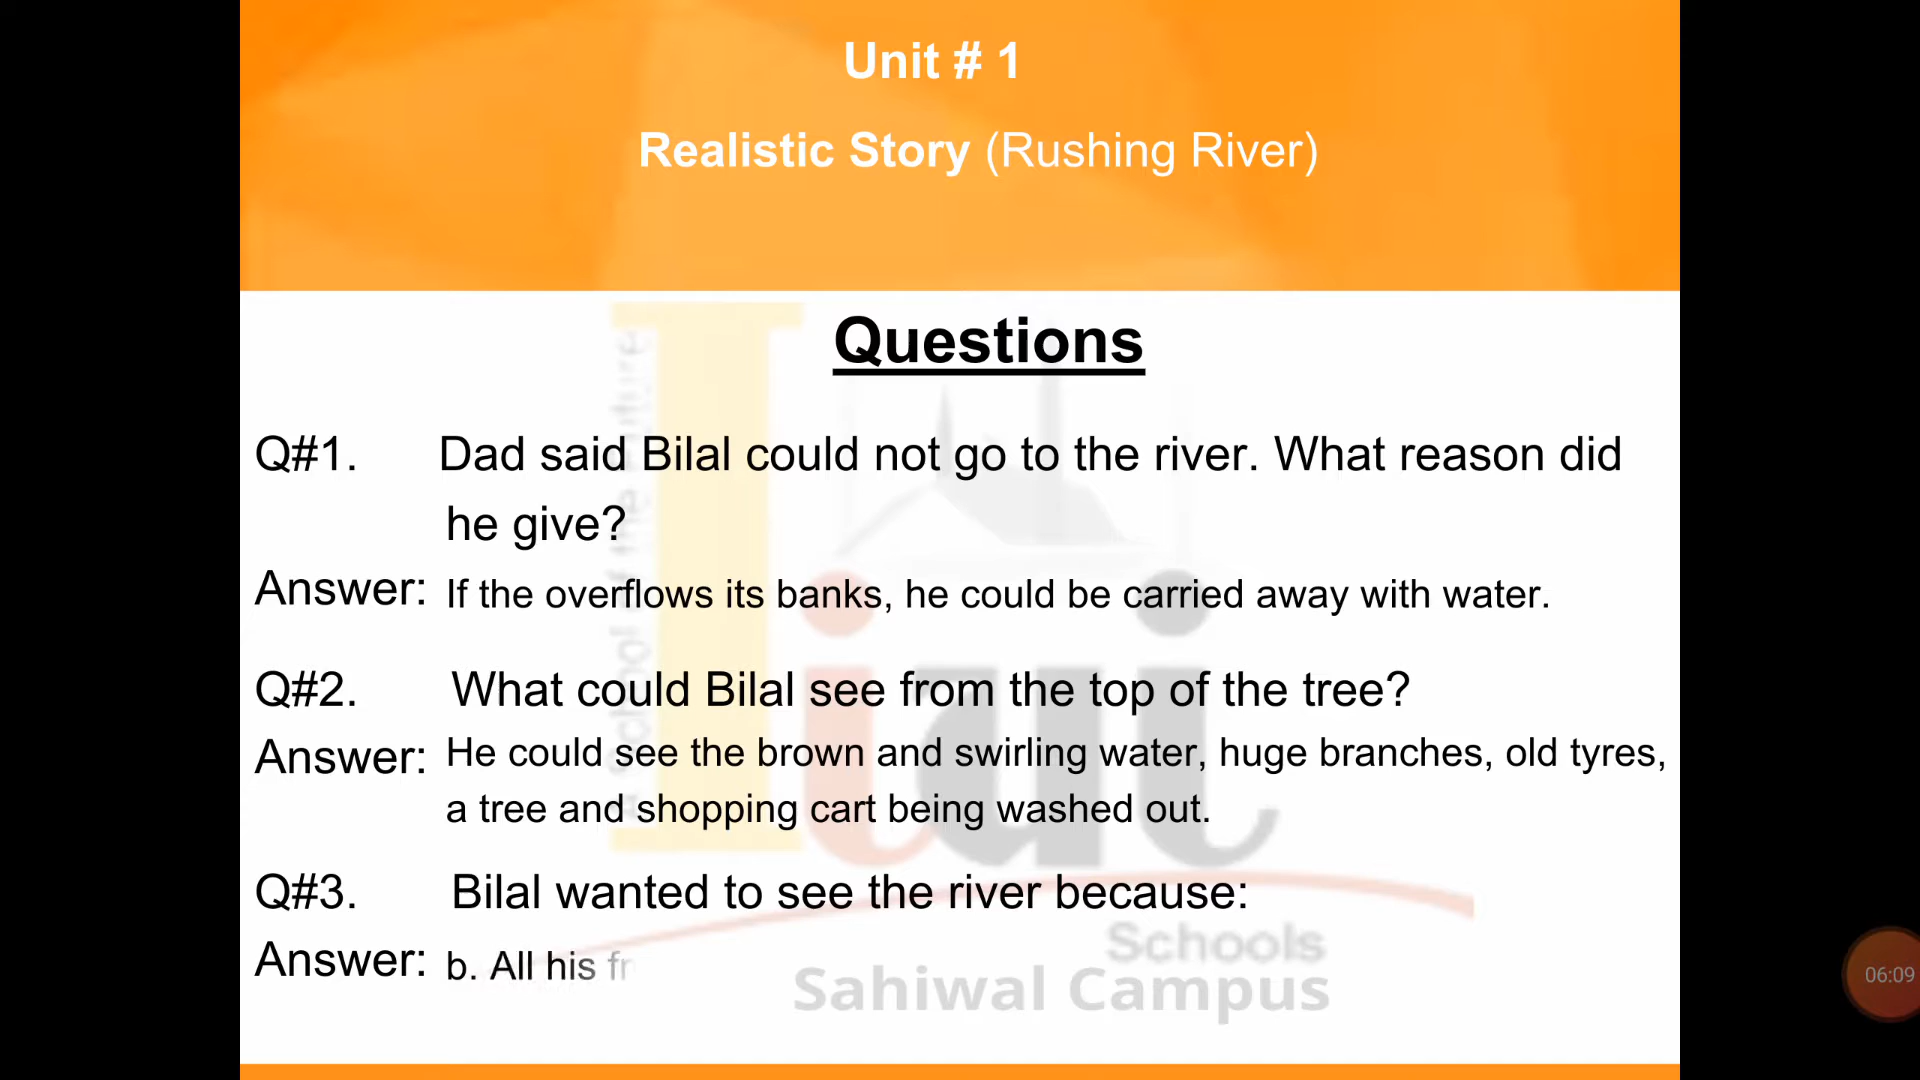 Unit # 1
Realistic Story (Rushing River)
Questions
Q#1. Dad said Bilal could not go to the river. What reason did
he give?
Answer: If the overflows its banks, he could be carried away with water.
Q#2. What could Bilal see from the top of the tree?
Answer: He could see the brown and swirling water, huge branches, old tyres,
a tree and shopping cart being washed out.
Q#3. Bilal wanted to see the river because:
Answer: b. All his fr
Schools
Sahiwal Campus
06:09